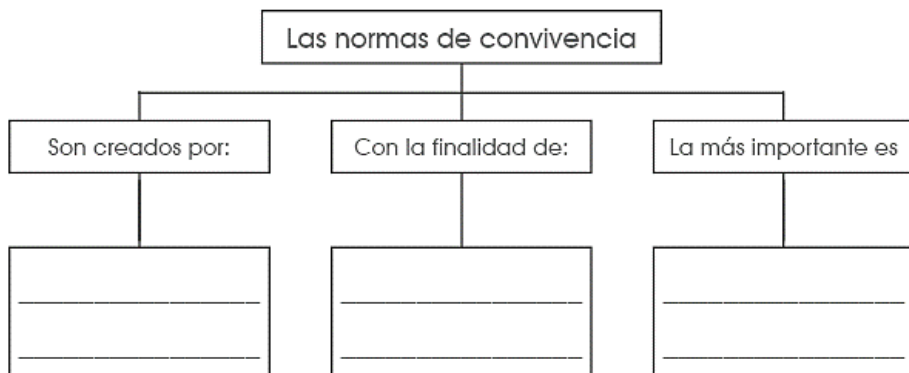 Las normas de convivencia
Son creados por:
Con la finalidad de:
La más importante es